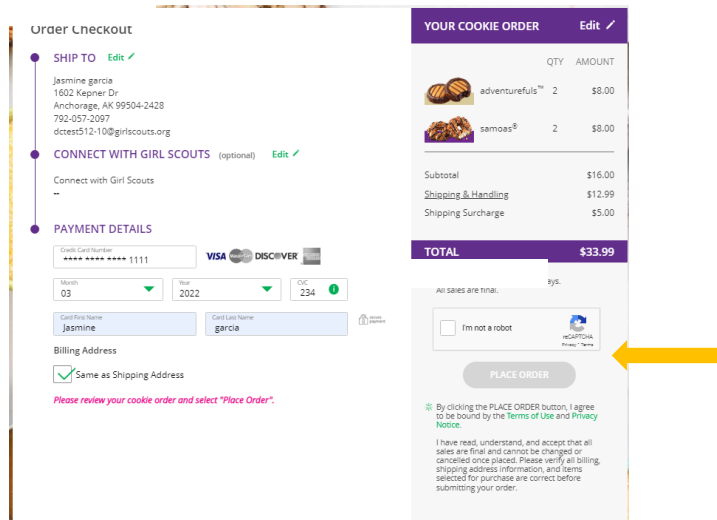 Order Checkout
SHIP TO Edit
Jasmine garcia
1602 Kepner Dr
Anchorage, AK 99504-2428
792-057-2097
dctest512-10@girlscouts.org
CONNECT WITH GIRL SCOUTS (optional) Edit
Connect with Girl Scouts
--
PAYMENT DETAILS
Credit Card Number
**** **** **** 1111
VISA MasterCard DISCOVER
Month
03
Year
2022
CVC
234
Card First Name
Jasmine
Card Last Name
garcia
secure
payment
Billing Address
Same as Shipping Address
Please review your cookie order and select "Place Order".
YOUR COOKIE ORDER Edit
QTY AMOUNT
adventurefuls™ 2 $8.00
samoas® 2 $8.00
Subtotal $16.00
Shipping & Handling $12.99
Shipping Surcharge $5.00
TOTAL $33.99
ays.
All sales are final.
I'm not a robot
reCAPTCHA
Privacy - Terms
PLACE ORDER
By clicking the PLACE ORDER button, I agree
to be bound by the Terms of Use and Privacy
Notice.
I have read, understand, and accept that all
sales are final and cannot be changed or
cancelled once placed. Please verify all billing,
shipping address information, and items
selected for purchase are correct before
submitting your order.